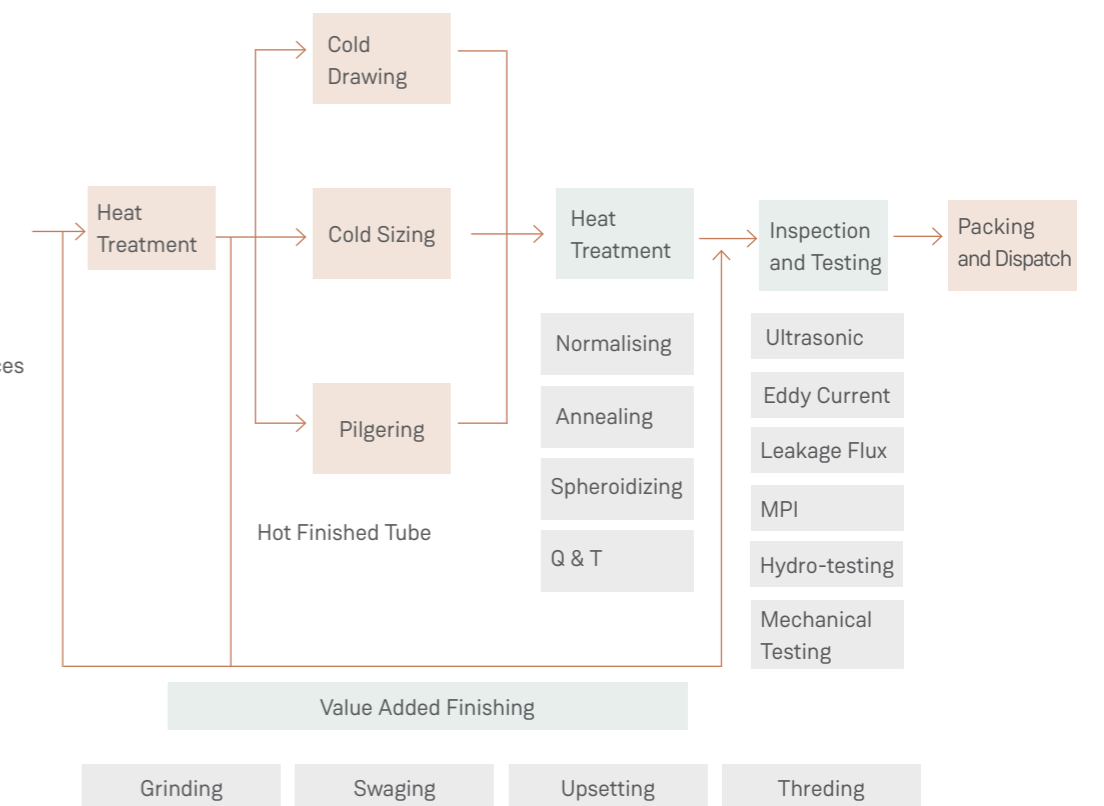 Cold
Drawing
Heat
Treatment
Cold Sizing
Heat
Treatment
Inspection
and Testing
Packing
and Dispatch
Pilgering
Hot Finished Tube
Normalising
Annealing
Spheroidizing
Q & T
Ultrasonic
Eddy Current
Leakage Flux
MPI
Hydro-testing
Mechanical
Testing
Value Added Finishing
Grinding
Swaging
Upsetting
Threding